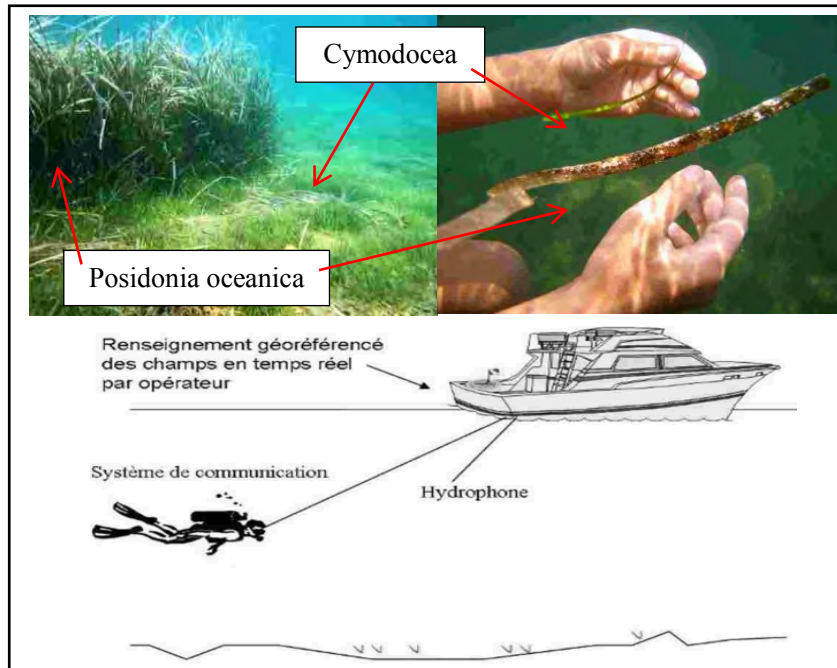 Cymodocea
Posidonia oceanica
Renseignement géoréférencé
des champs en temps réel
par opérateur
Système de communication
Hydrophone